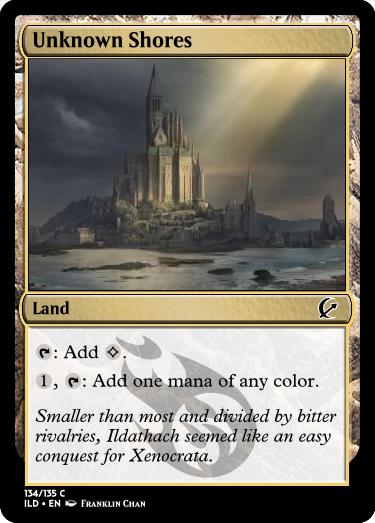 Unknown Shores
Land
: Add .
1, : Add one mana of any color.
Smaller than most and divided by bitter
rivalries, Ildathach seemed like an easy
conquest for Xenocrata.
134/135 C
ILD • EN Franklin Chan